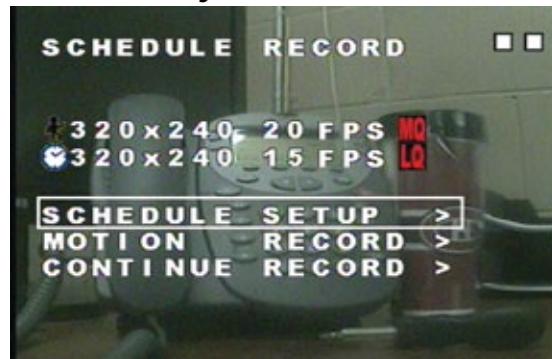 SCHEDULE RECORD
320x240 20 FPS MQ
320x240 15 FPS LQ
SCHEDULE SETUP >
MOTION RECORD >
CONTINUE RECORD >